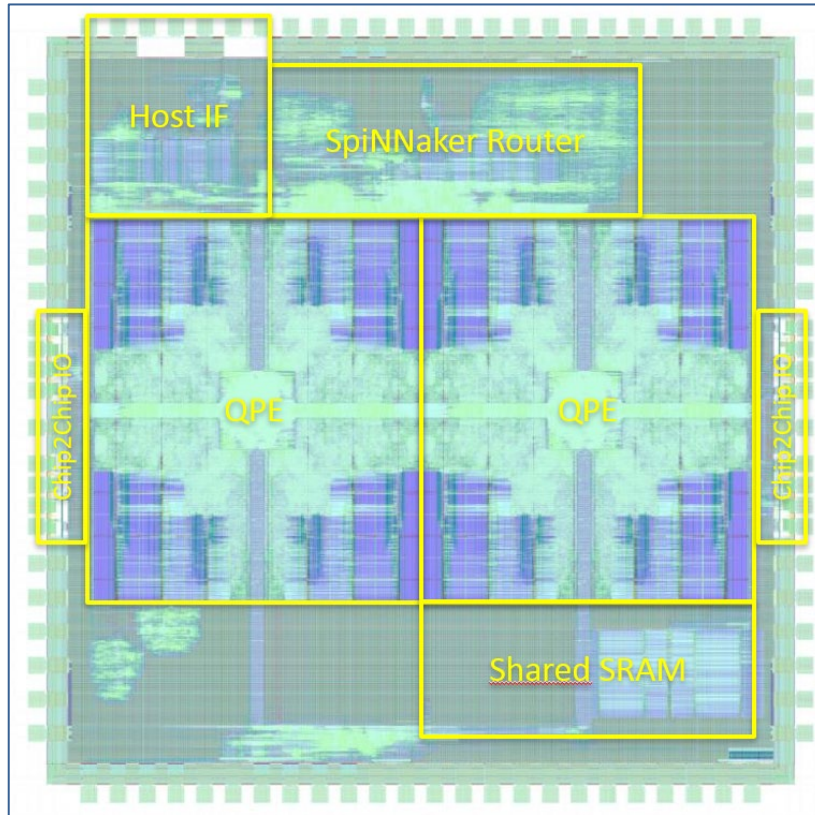 Host IF
SpiNNaker Router
Chip2Chip IO
QPE
QPE
Chip2Chip IO
Shared SRAM